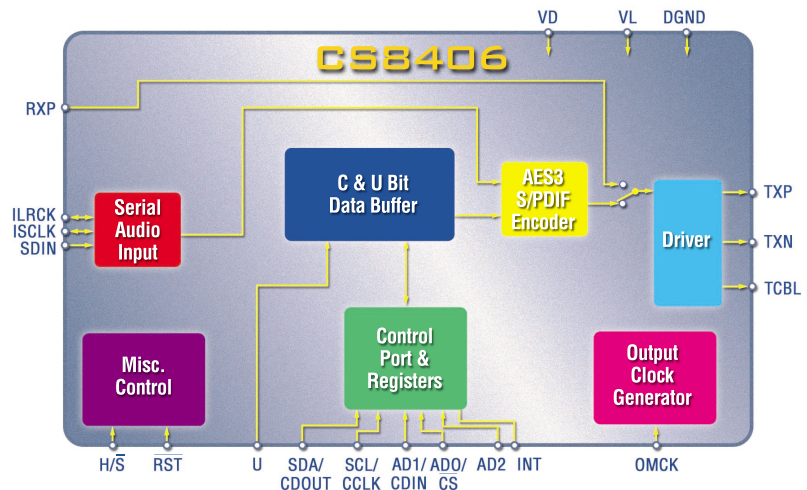 VD VL DGND
CS8406
RXP
C & U Bit
Data Buffer
AES3
S/PDIF
Encoder
Serial
Audio
Input
ILRCK
ISCLK
SDIN
Driver
TXP
TXN
TCBL
Control
Port &
Registers
Misc.
Control
Output
Clock
Generator
H/S̅ R̅S̅T̅ U SDA/ SCL/ AD1/ AD0/ AD2 INT OMCK
CDOUT CCLK CDIN C̅S̅